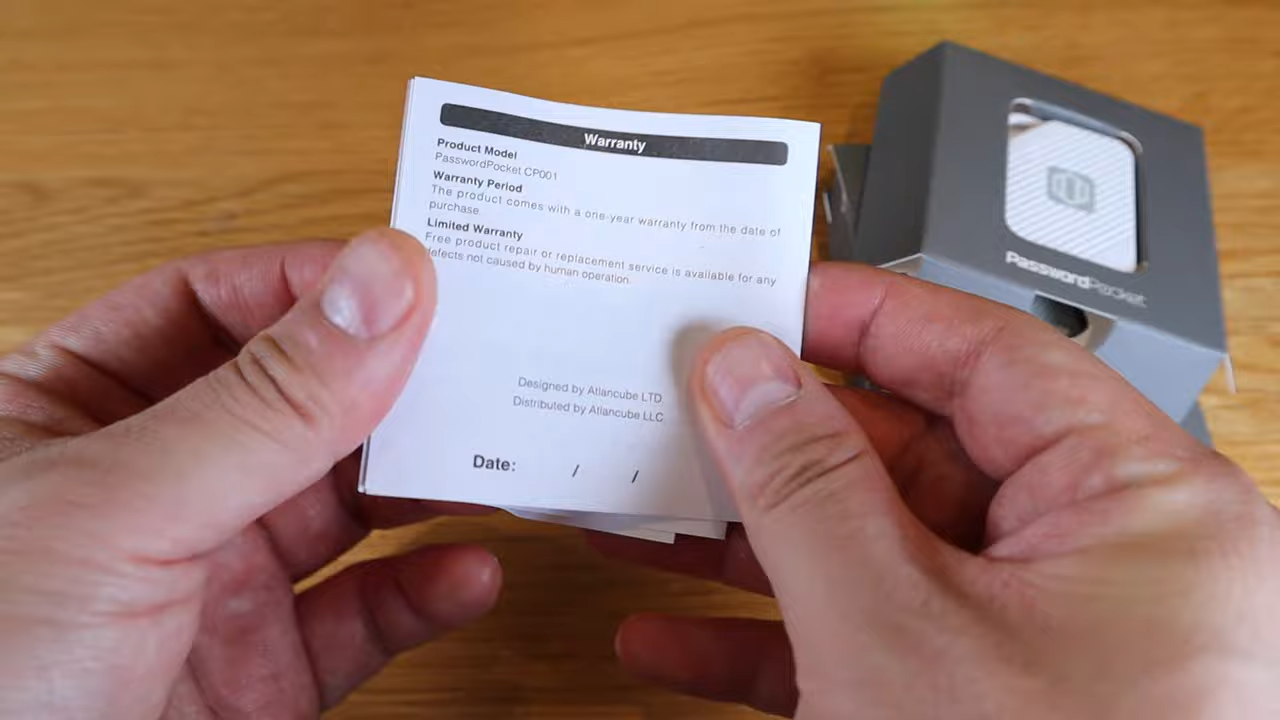 Warranty
Product Model
PasswordPocket CP001
Warranty Period
The product comes with a one-year warranty from the date of
purchase
Limited Warranty
Free product repair or replacement service is available for any
defects not caused by human operation.
Designed by Atlancube LTD
Distributed by Atlancube LLC
Date: / /
PasswordPocket